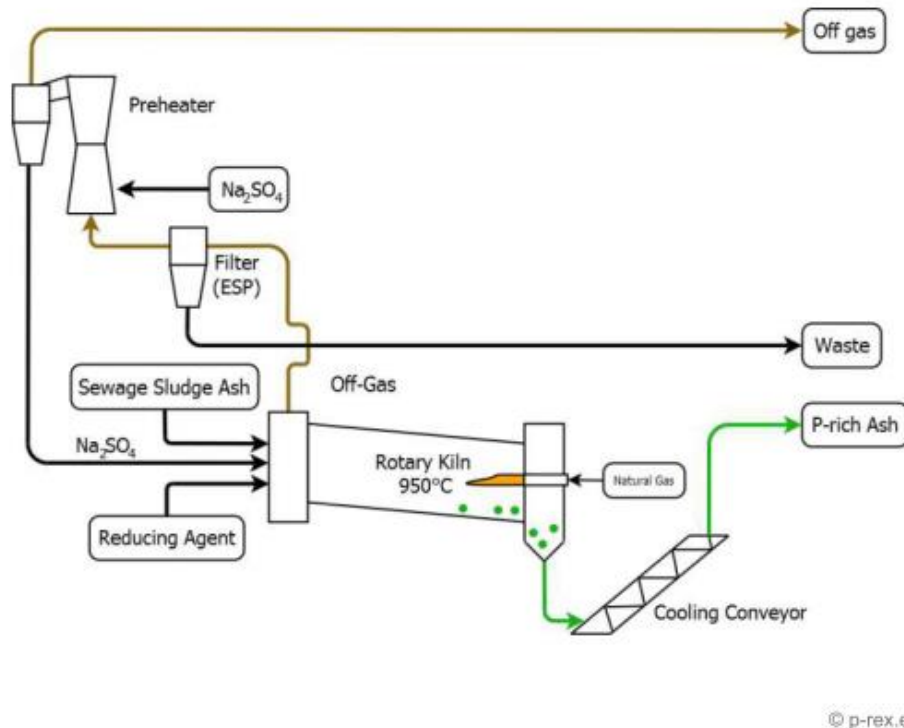 Off gas
Preheater
Na₂SO₄
Filter
(ESP)
Waste
Sewage Sludge Ash
Off-Gas
P-rich Ash
Na₂SO₄
Rotary Kiln
950°C
Natural Gas
Reducing Agent
Cooling Conveyor
© p-rex.e